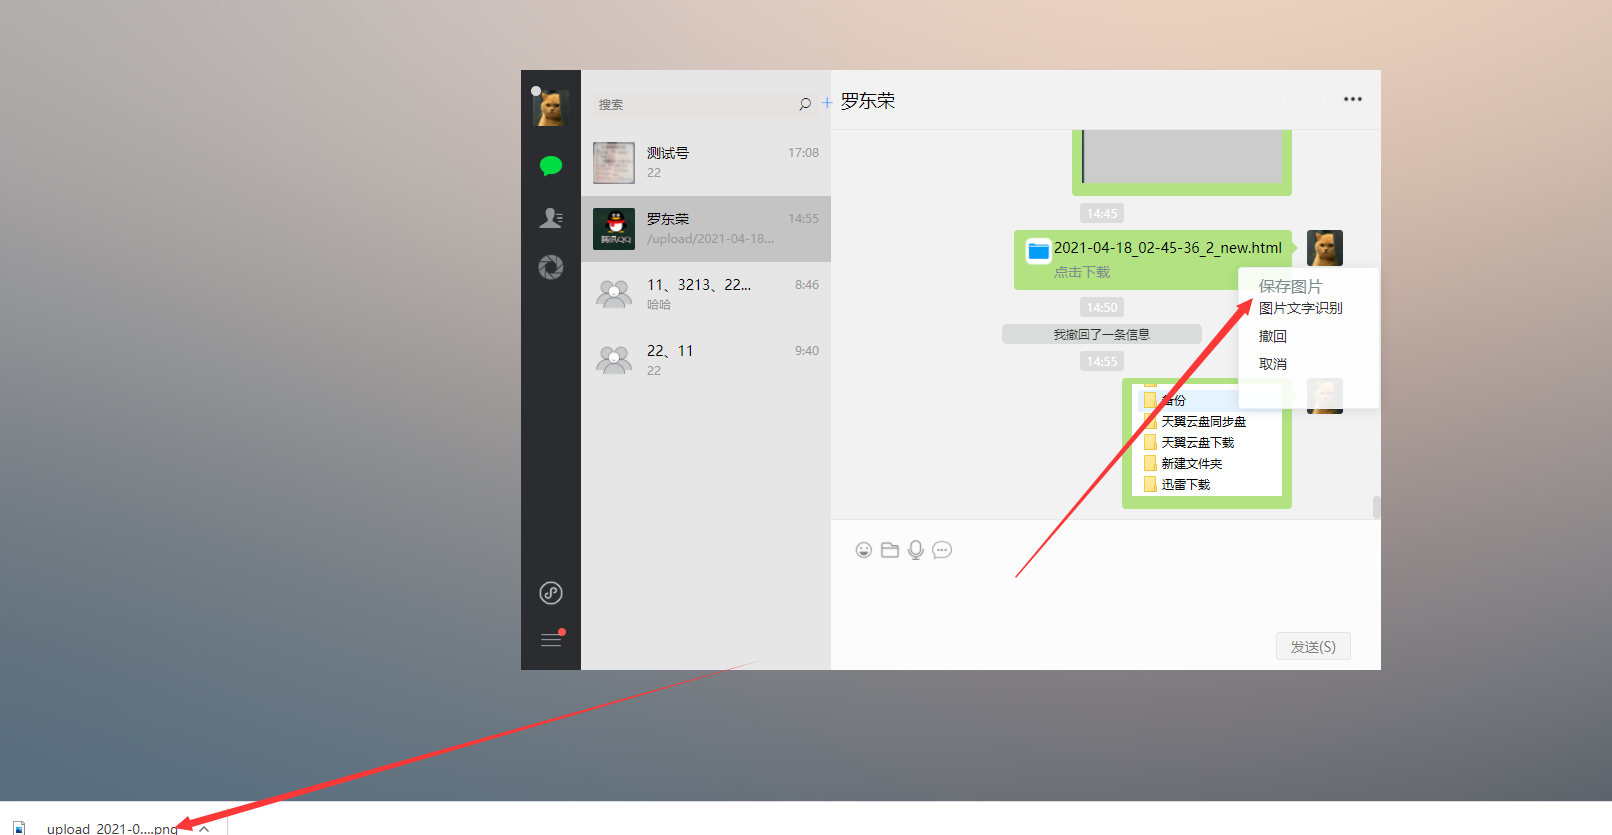 搜索
罗东荣
测试号
17:08
22
罗东荣
14:55
/upload/2021-04-18...
腾讯QQ
11、3213、22...
8:46
哈哈
22、11
9:40
22
14:45
2021-04-18_02-45-36_2_new.html
点击下载
14:50
我撤回了一条信息
14:55
保存图片
图片文字识别
撤回
取消
备份
天翼云盘同步盘
天翼云盘下载
新建文件夹
迅雷下载
发送(S)
upload_2021-0....png